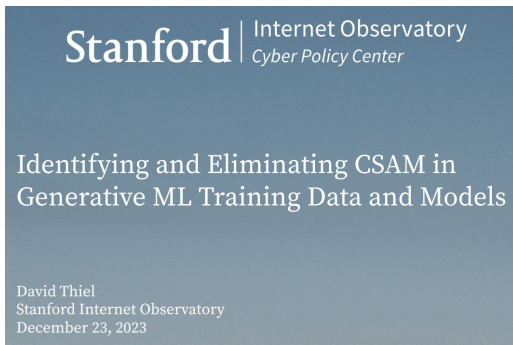 Stanford
Internet Observatory
Cyber Policy Center
Identifying and Eliminating CSAM in
Generative ML Training Data and Models
David Thiel
Stanford Internet Observatory
December 23, 2023